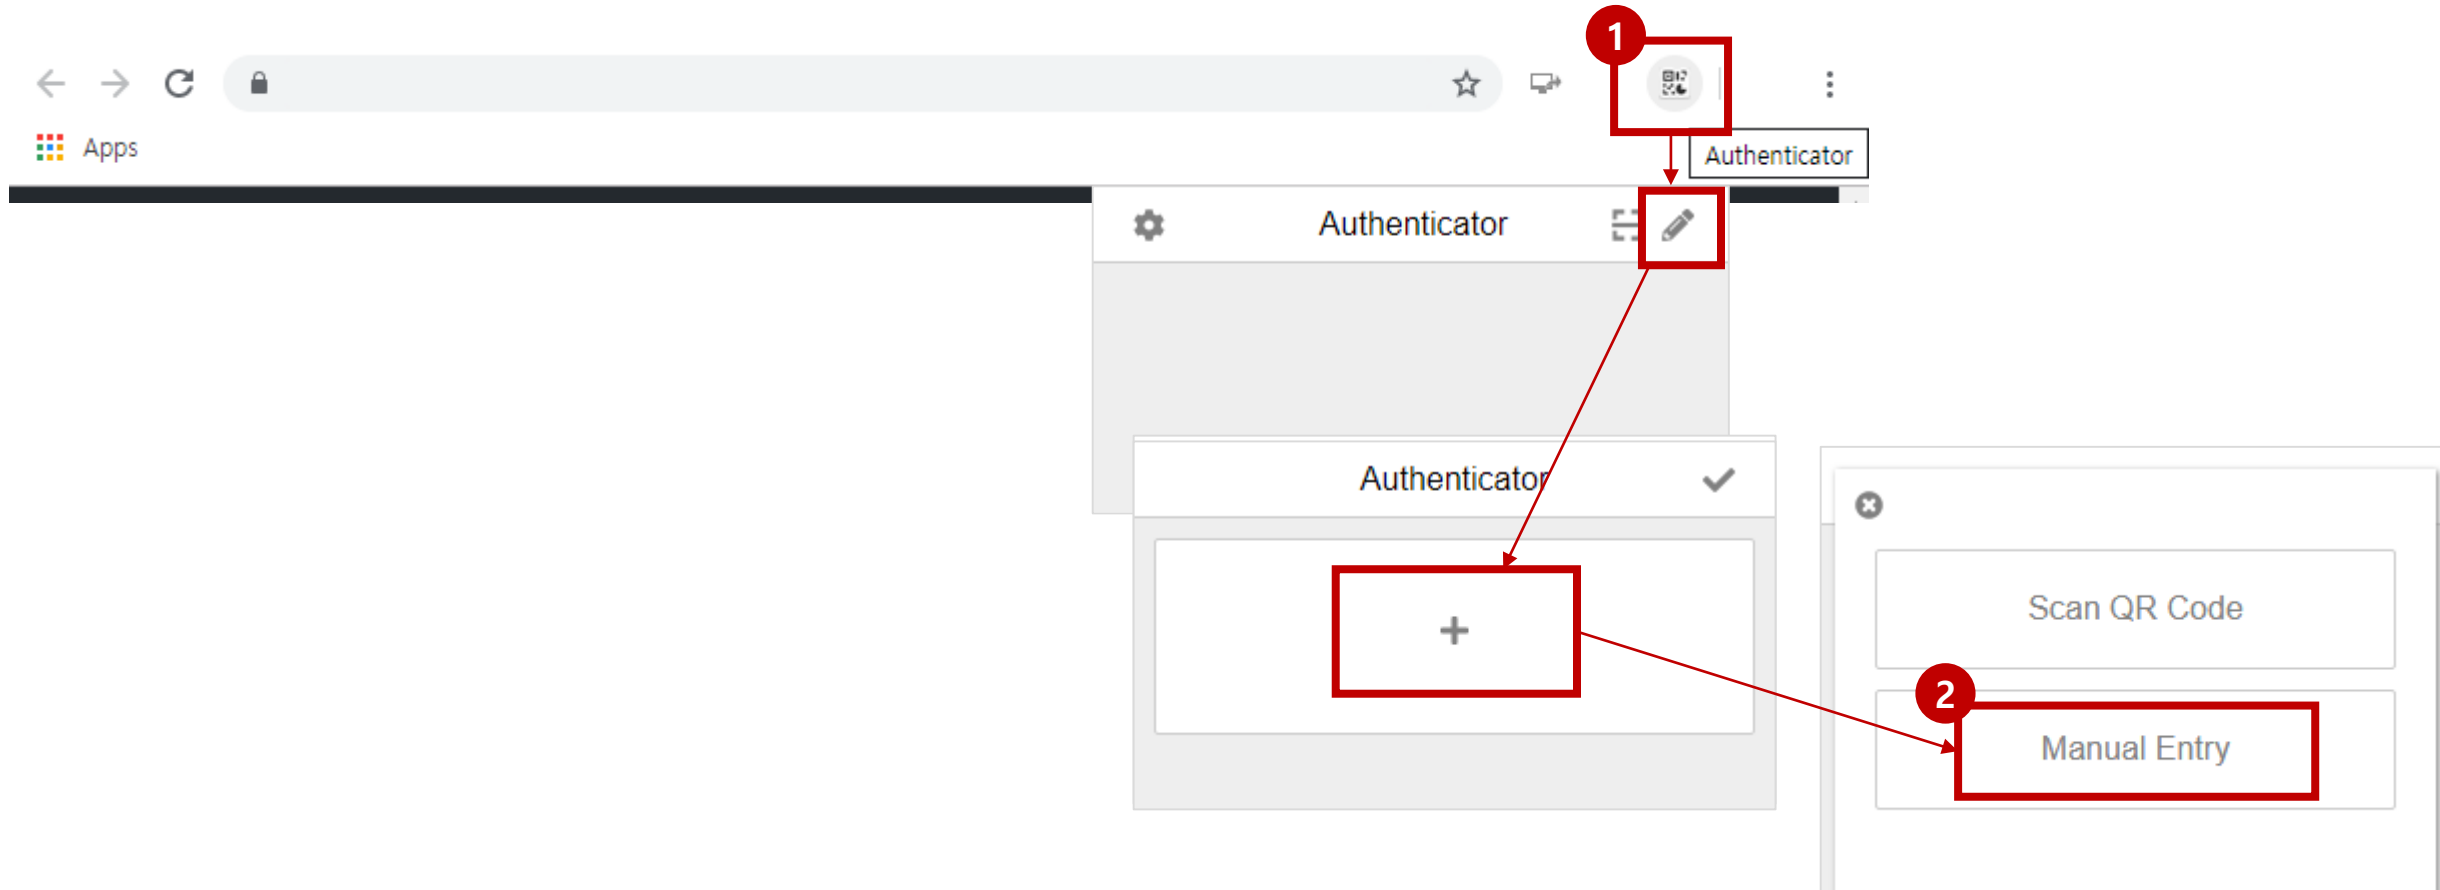 1
Apps
Authenticator
Authenticator
Authenticator
Scan QR Code
2
Manual Entry